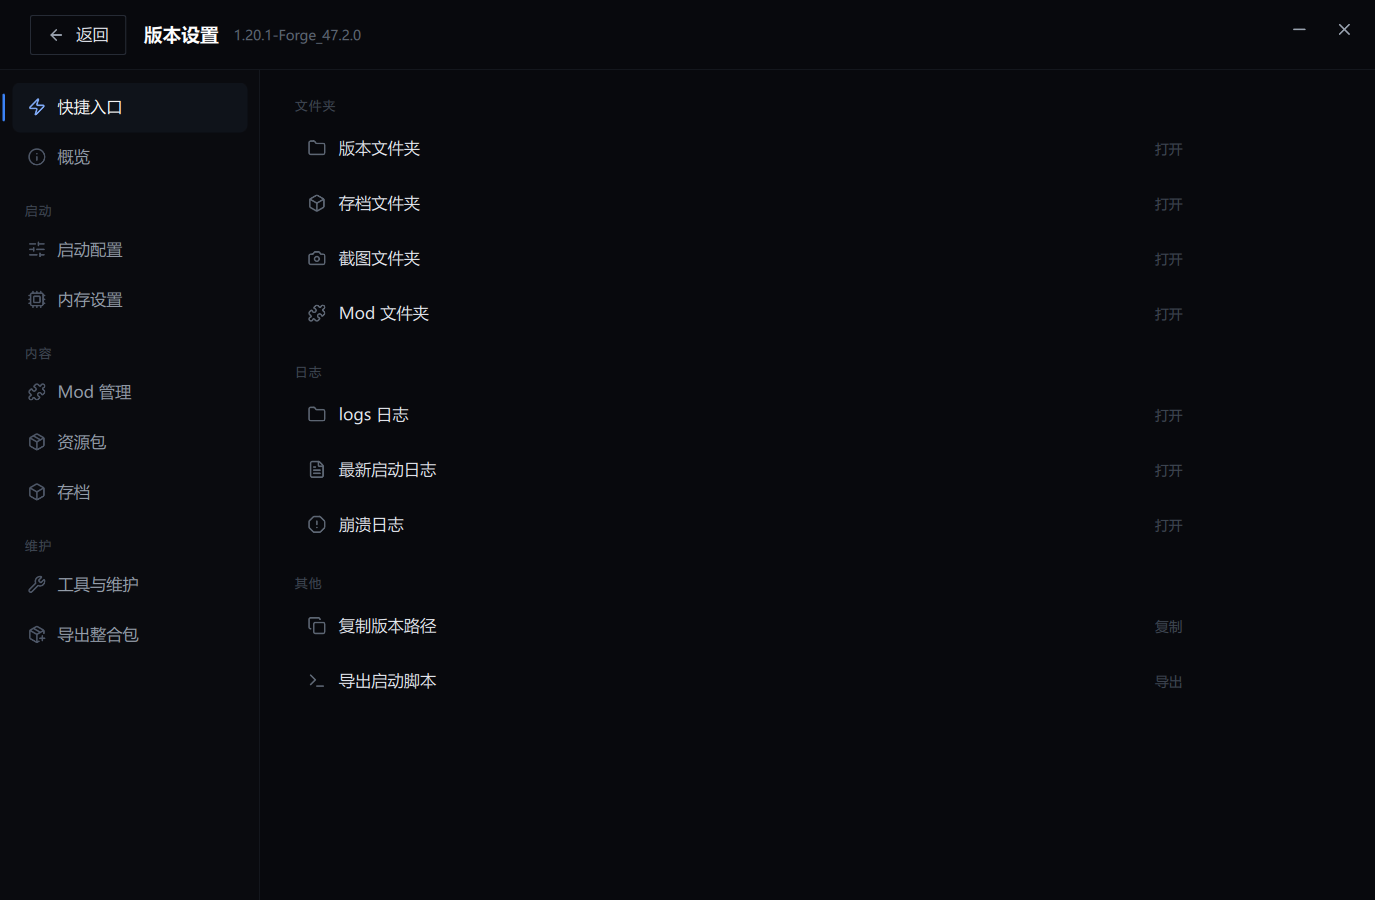 返回 版本设置 1.20.1-Forge_47.2.0
快捷入口
概览
启动
启动配置
内存设置
内容
Mod 管理
资源包
存档
维护
工具与维护
导出整合包
文件夹
版本文件夹 打开
存档文件夹 打开
截图文件夹 打开
Mod 文件夹 打开
日志
logs 日志 打开
最新启动日志 打开
崩溃日志 打开
其他
复制版本路径 复制
导出启动脚本 导出